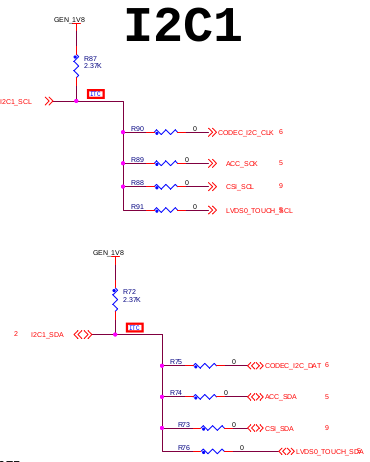 I2C1
GEN_1V8
R87
2.37K
I2C1_SCL
R90 0 CODEC_I2C_CLK 6
R89 0 ACC_SCK 5
R88 0 CSI_SCL 9
R91 0 LVDS0_TOUCH_SCL
GEN_1V8
R72
2.37K
2 I2C1_SDA
R75 0 CODEC_I2C_DAT 6
R74 0 ACC_SDA 5
R73 0 CSI_SDA 9
R76 0 LVDS0_TOUCH_SDA